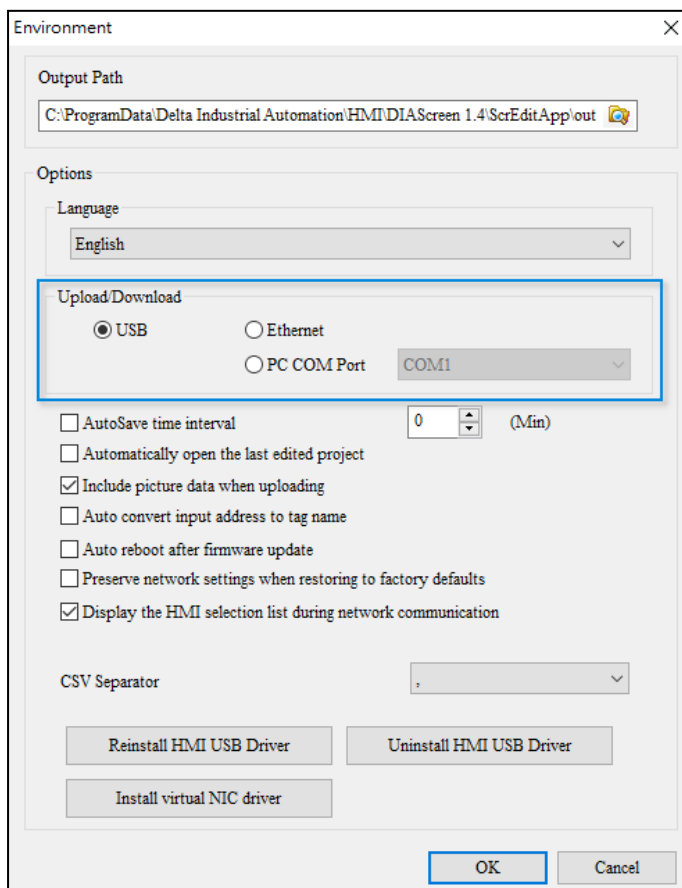 Environment
Output Path
C:\ProgramData\Delta Industrial Automation\HMI\DIAScreen 1.4\ScrEditApp\out
Options
Language
English
Upload/Download
USB
Ethernet
PC COM Port
COM1
AutoSave time interval 0 (Min)
Automatically open the last edited project
Include picture data when uploading
Auto convert input address to tag name
Auto reboot after firmware update
Preserve network settings when restoring to factory defaults
Display the HMI selection list during network communication
CSV Separator ,
Reinstall HMI USB Driver
Uninstall HMI USB Driver
Install virtual NIC driver
OK
Cancel